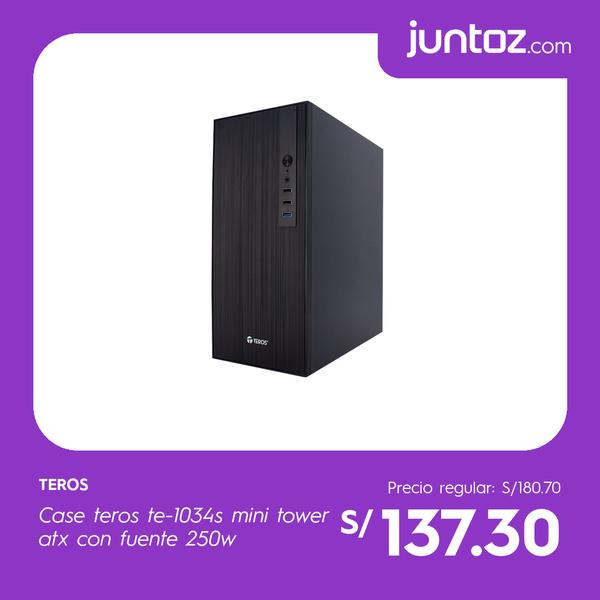 juntoz.com
TEROS
TEROS
Precio regular: S/180.70
Case teros te-1034s mini tower
atx con fuente 250w
S/137.30